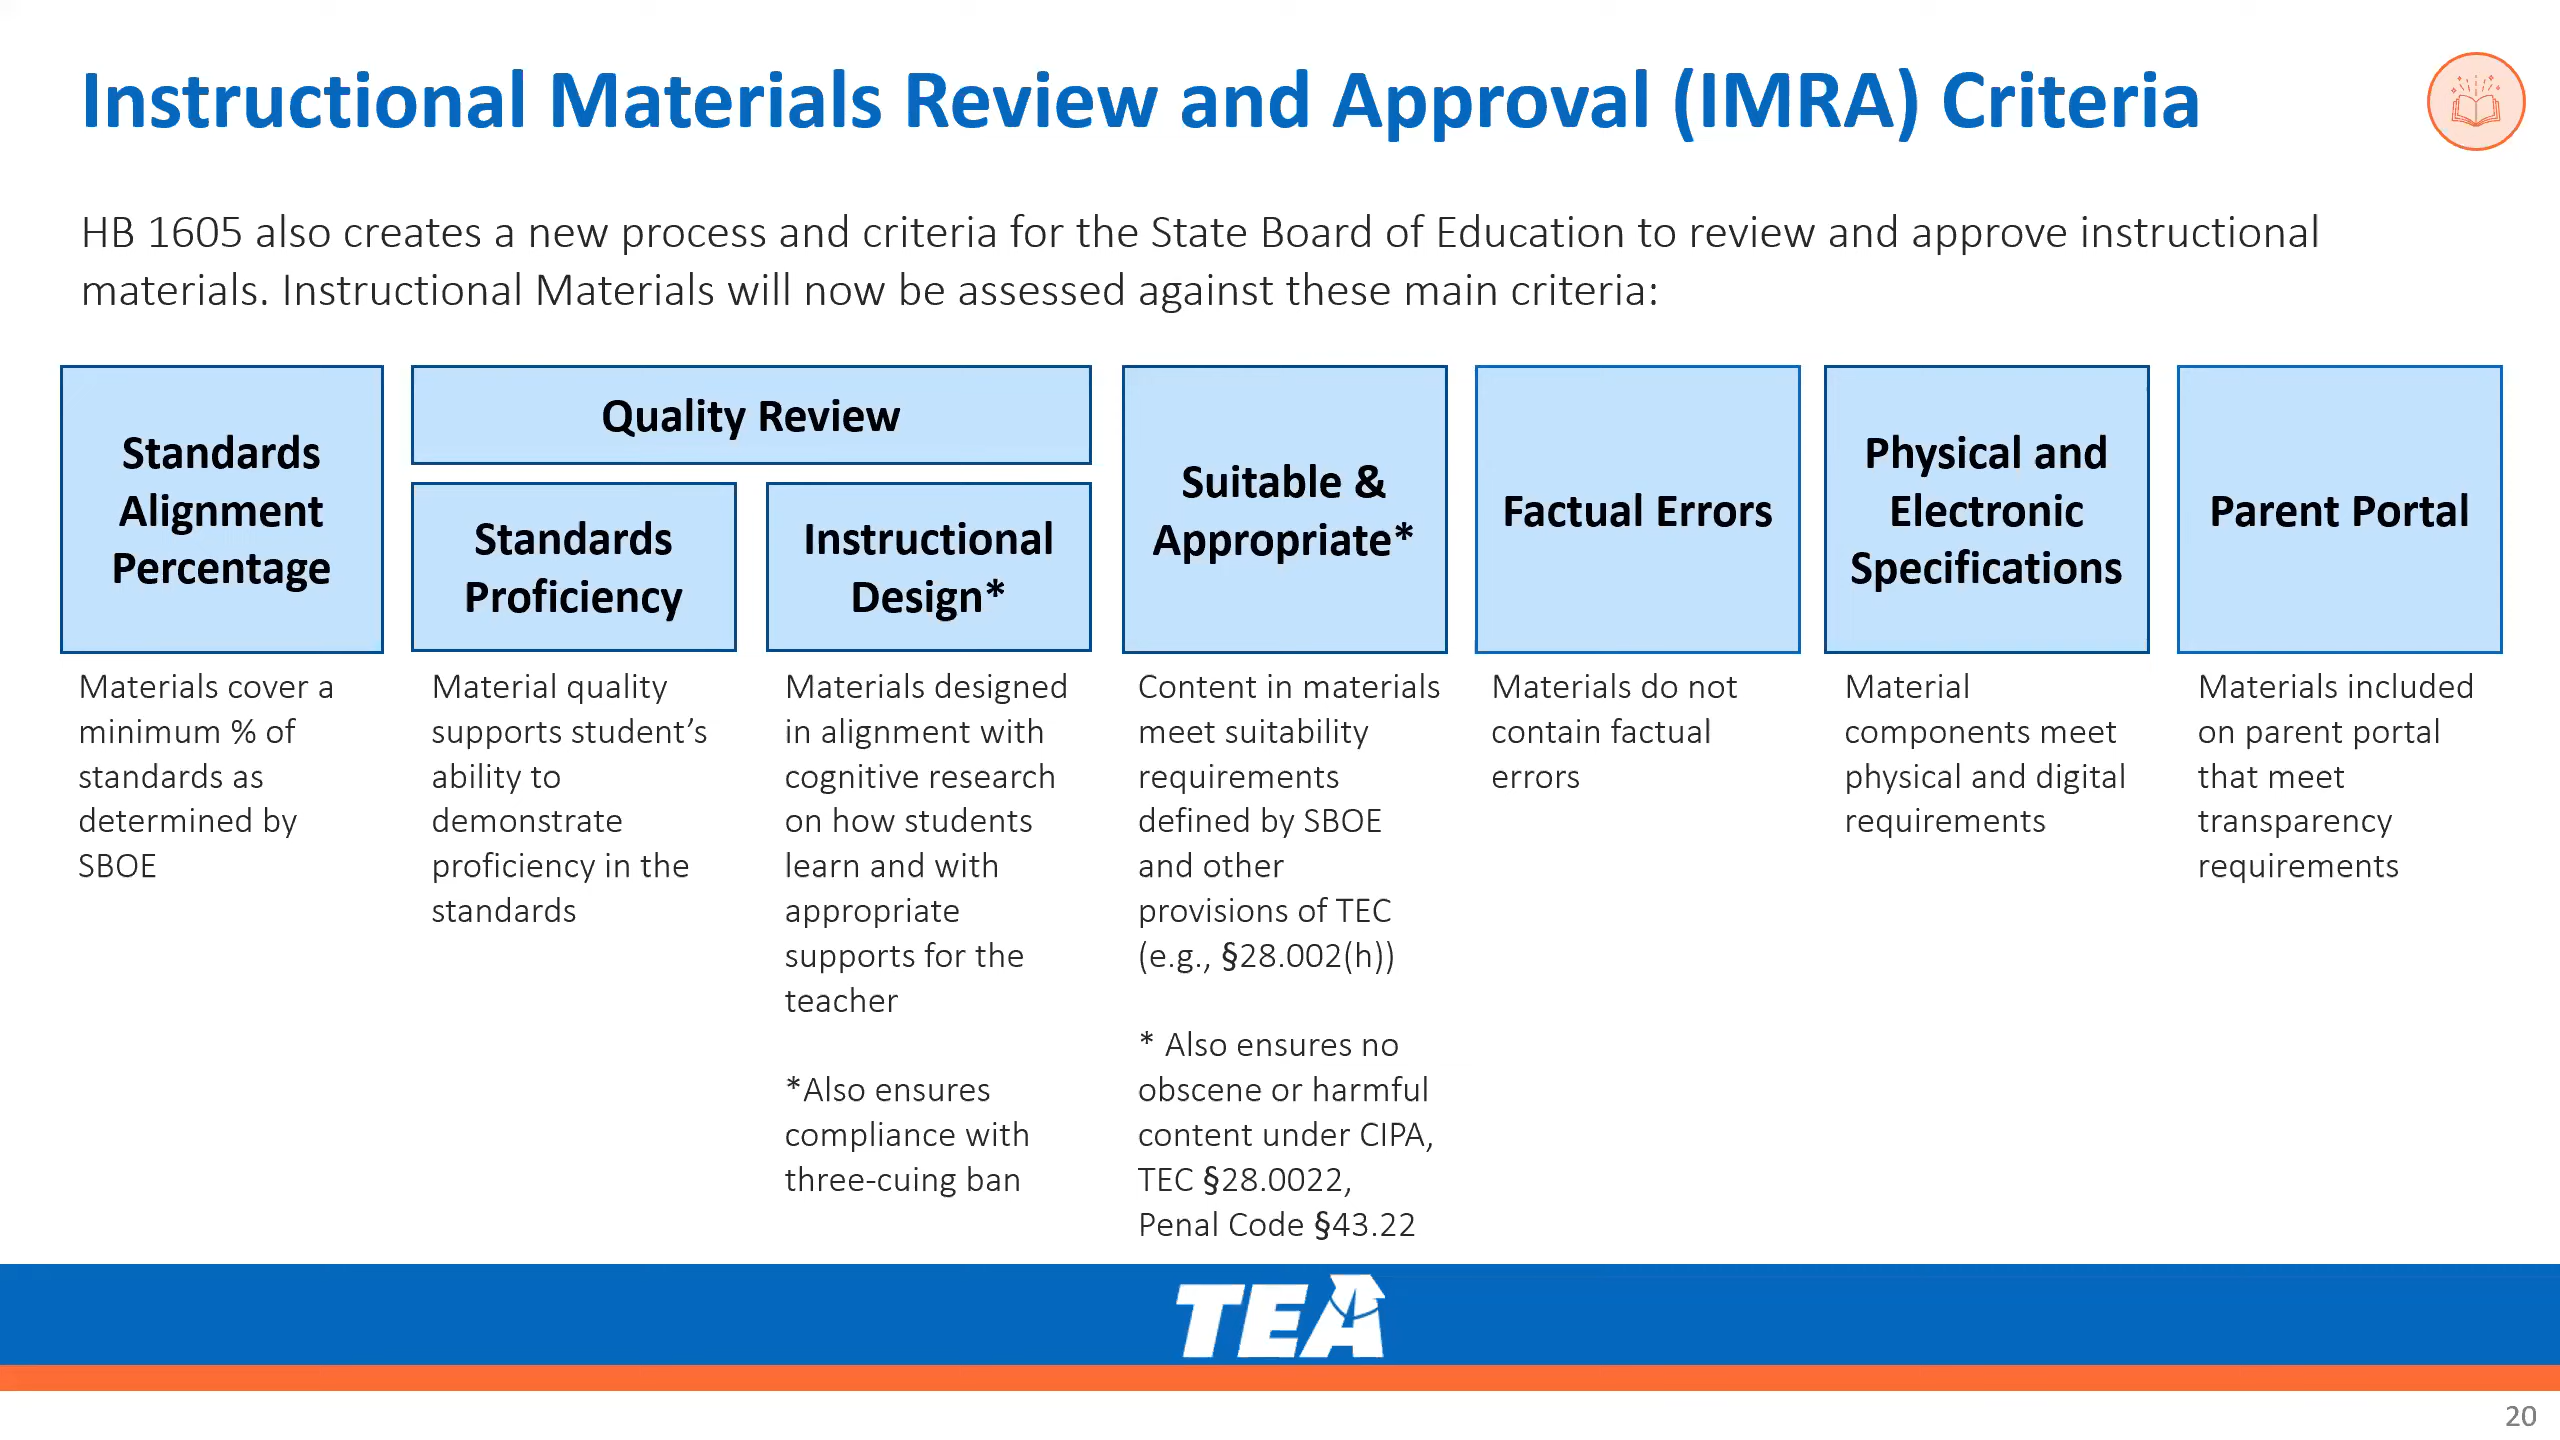 Instructional Materials Review and Approval (IMRA) Criteria
HB 1605 also creates a new process and criteria for the State Board of Education to review and approve instructional
materials. Instructional Materials will now be assessed against these main criteria:
Standards
Alignment
Percentage
Materials cover a
minimum % of
standards as
determined by
SBOE
Quality Review
Standards
Proficiency
Material quality
supports student’s
ability to
demonstrate
proficiency in the
standards
Instructional
Design*
Materials designed
in alignment with
cognitive research
on how students
learn and with
appropriate
supports for the
teacher
*Also ensures
compliance with
three-cuing ban
Suitable &
Appropriate*
Content in materials
meet suitability
requirements
defined by SBOE
and other
provisions of TEC
(e.g., §28.002(h))
* Also ensures no
obscene or harmful
content under CIPA,
TEC §28.0022,
Penal Code §43.22
Factual Errors
Materials do not
contain factual
errors
Physical and
Electronic
Specifications
Material
components meet
physical and digital
requirements
Parent Portal
Materials included
on parent portal
that meet
transparency
requirements
TEA
20